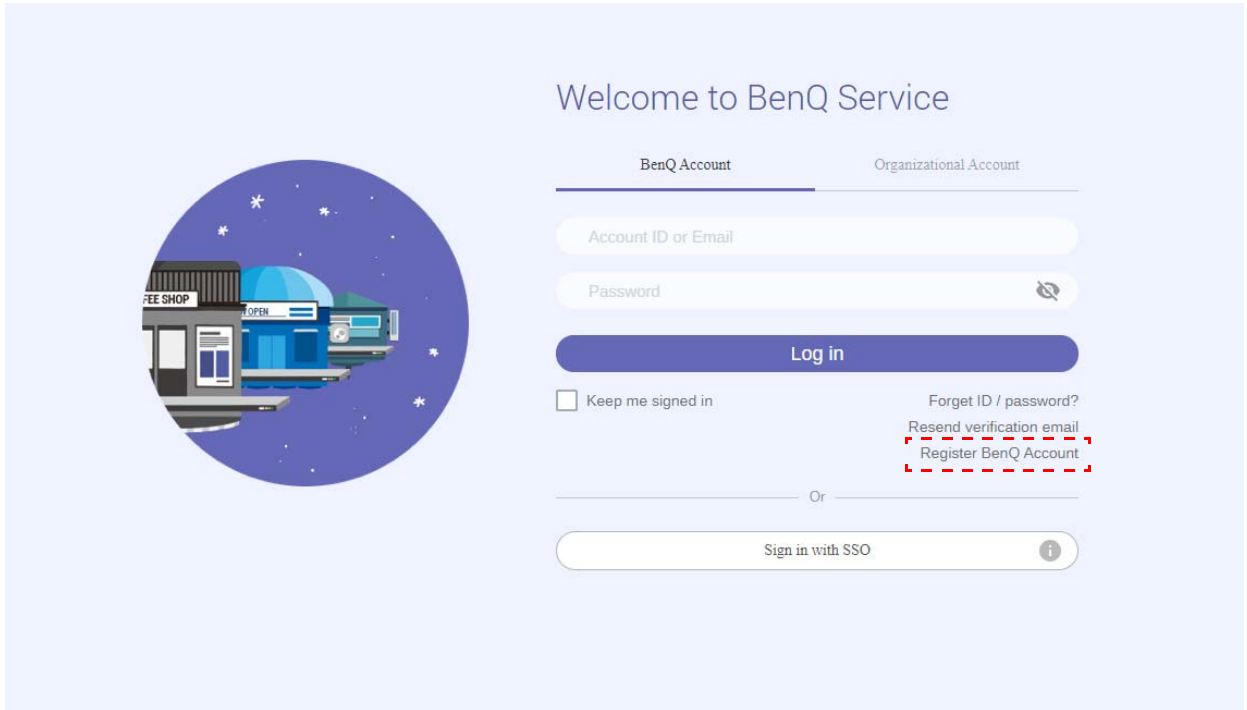 Welcome to BenQ Service
BenQ Account
Organizational Account
Account ID or Email
Password
Log in
Keep me signed in
Forget ID / password?
Resend verification email
Register BenQ Account
Or
Sign in with SSO
FEE SHOP
OPEN